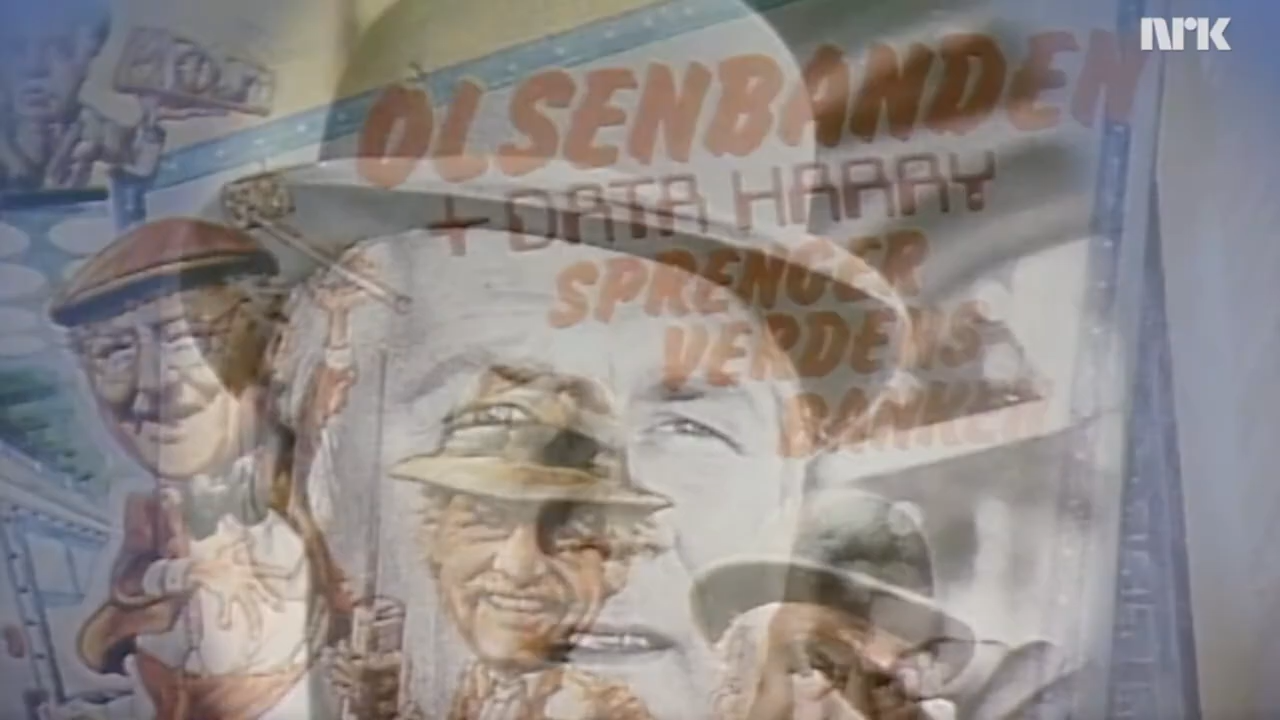 NRK
OLSENBANDEN
+ DATA HARRY
SPRENGER
VERDENS-
BANKEN